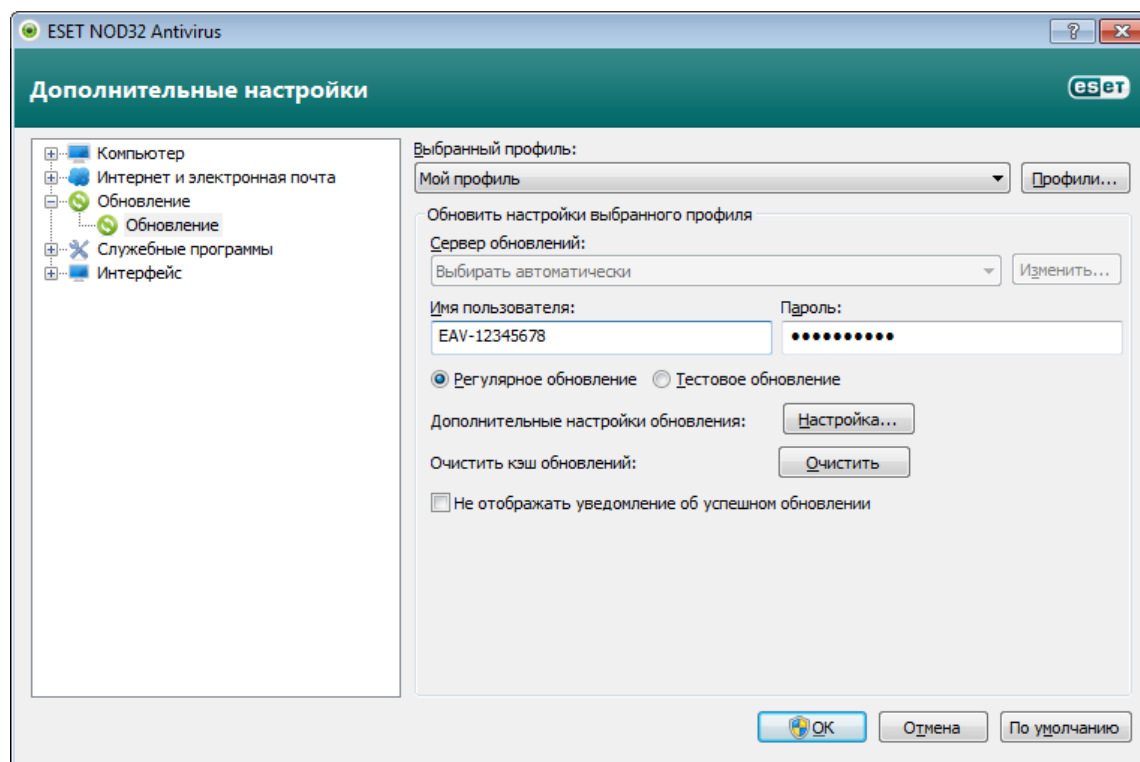 ESET NOD32 Antivirus
Дополнительные настройки
eset
Компьютер
Интернет и электронная почта
Обновление
Обновление
Служебные программы
Интерфейс
Выбранный профиль:
Мой профиль
Профили...
Обновить настройки выбранного профиля
Сервер обновлений:
Выбирать автоматически
Изменить...
Имя пользователя:
Пароль:
EAV-12345678
●●●●●●●●●●
Регулярное обновление
Тестовое обновление
Дополнительные настройки обновления:
Настройка...
Очистить кэш обновлений:
Очистить
Не отображать уведомление об успешном обновлении
OK
Отмена
По умолчанию